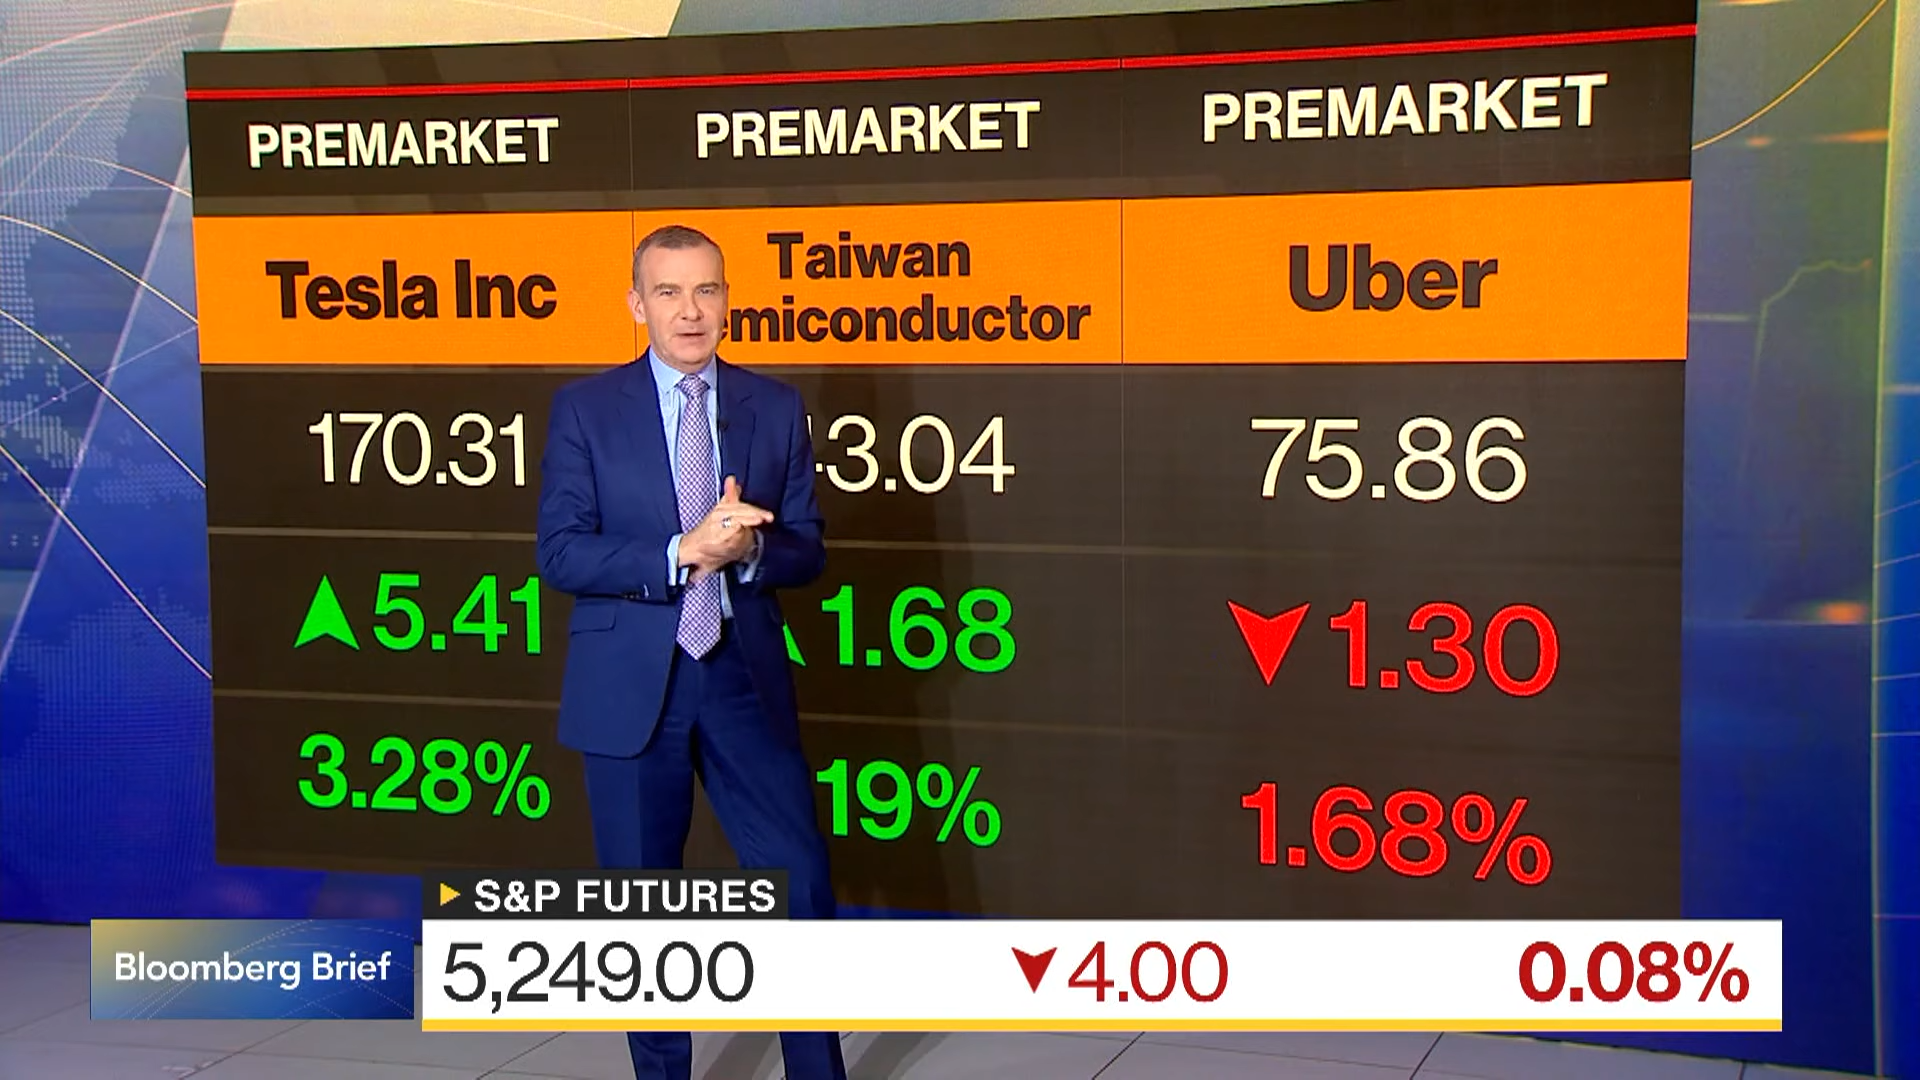 PREMARKET PREMARKET PREMARKET
Tesla Inc
Taiwan
miconductor
Uber
170.31 3.04 75.86
▲5.41 1.68 ▼1.30
3.28% 19% 1.68%
S&P FUTURES
Bloomberg Brief
5,249.00 ▼4.00 0.08%